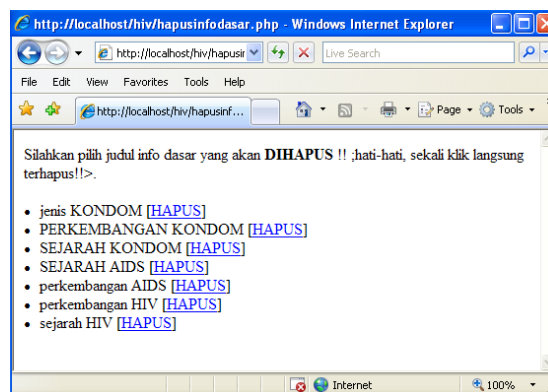 http://localhost/hiv/hapusinfodasar.php - Windows Internet Explorer
http://localhost/hiv/hapusir
Live Search
File Edit View Favorites Tools Help
http://localhost/hiv/hapusinf...
Page Tools
Silahkan pilih judul info dasar yang akan DIHAPUS !! ;hati-hati, sekali klik langsung
terhapus!!>.
• jenis KONDOM [HAPUS]
• PERKEMBANGAN KONDOM [HAPUS]
• SEJARAH KONDOM [HAPUS]
• SEJARAH AIDS [HAPUS]
• perkembangan AIDS [HAPUS]
• perkembangan HIV [HAPUS]
• sejarah HIV [HAPUS]
Internet 100%